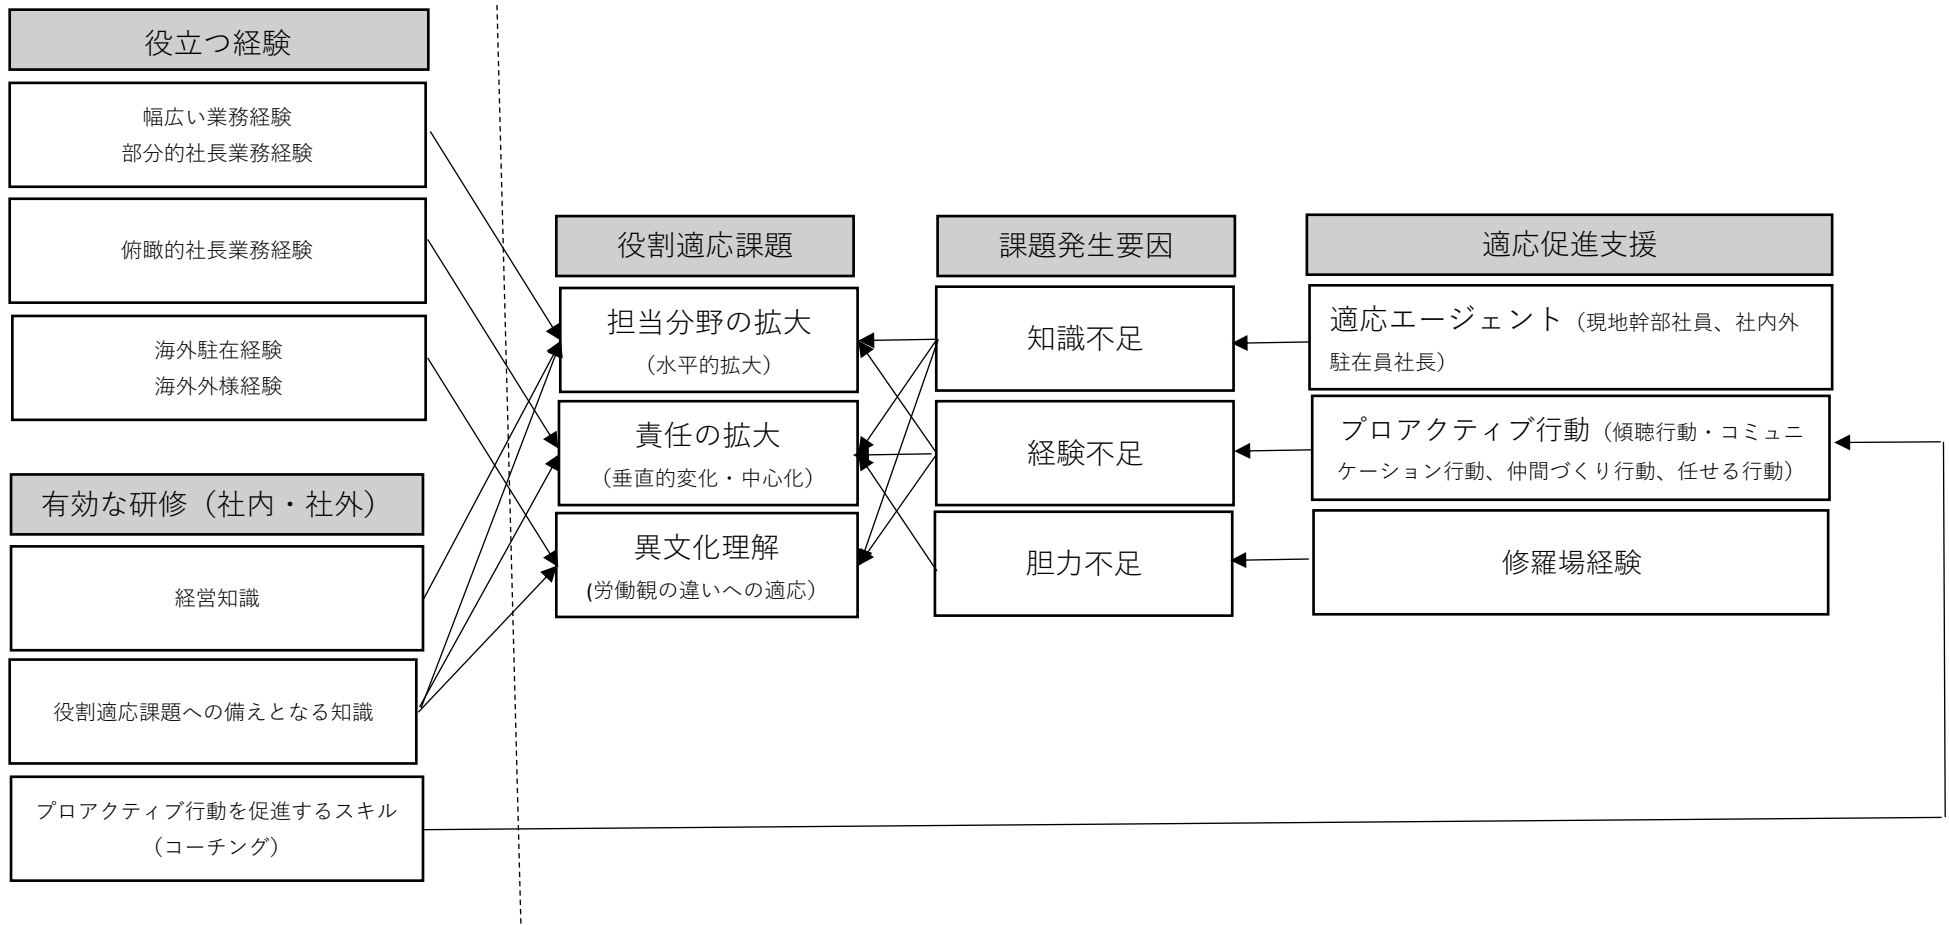 役立つ経験
幅広い業務経験
部分的社長業務経験
俯瞰的社長業務経験
海外駐在経験
海外外様経験
有効な研修（社内・社外）
経営知識
役割適応課題への備えとなる知識
プロアクティブ行動を促進するスキル
（コーチング）
役割適応課題
担当分野の拡大
（水平的拡大）
責任の拡大
（垂直的変化・中心化）
異文化理解
(労働観の違いへの適応）
課題発生要因
知識不足
経験不足
胆力不足
適応促進支援
適応エージェント（現地幹部社員、社内外
駐在員社長）
プロアクティブ行動（傾聴行動・コミュニ
ケーション行動、仲間づくり行動、任せる行動）
修羅場経験